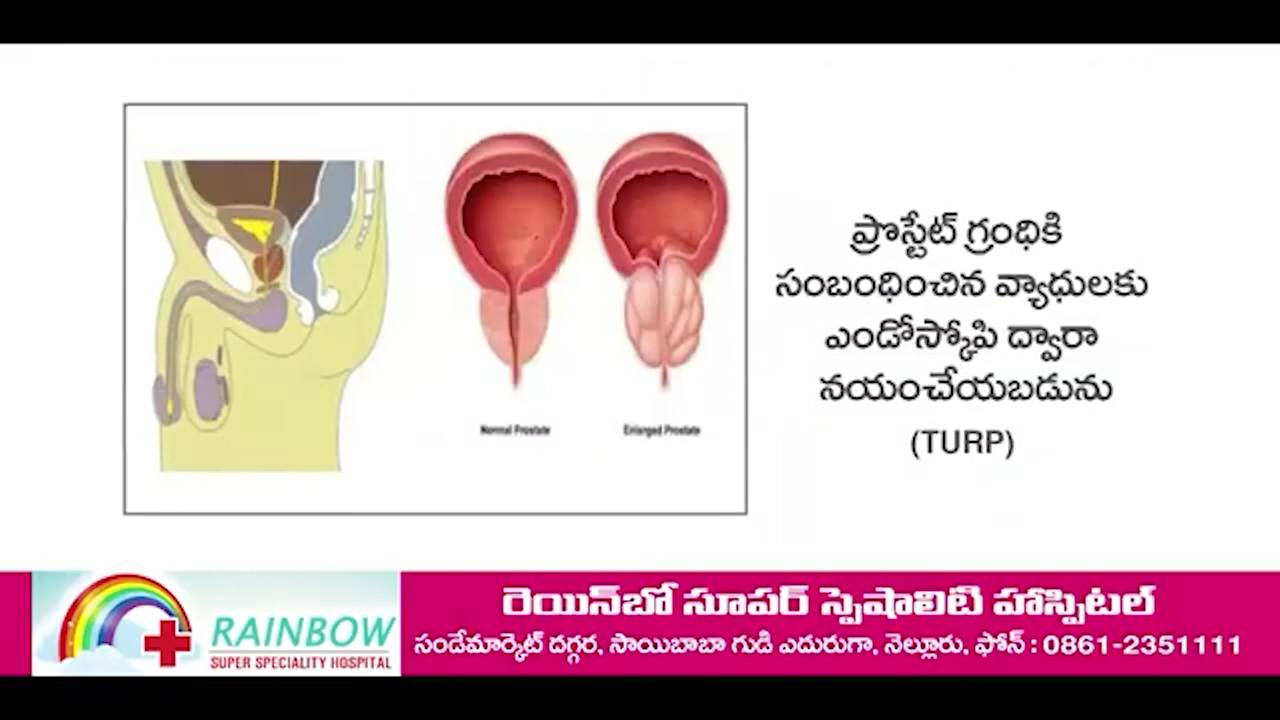 ప్రొస్టేట్ గ్రంధికి
సంబంధించిన వ్యాధులకు
ఎండోస్కోపి ద్వారా
నయంచేయబడును
(TURP)
Normal Prostate
Enlarged Prostate
RAINBOW
SUPER SPECIALITY HOSPITAL
రెయిన్‌బో సూపర్ స్పెషాలిటి హాస్పిటల్
సండేమార్కెట్ దగ్గర, సాయిబాబా గుడి ఎదురుగా, నెల్లూరు, ఫోన్ : 0861-2351111